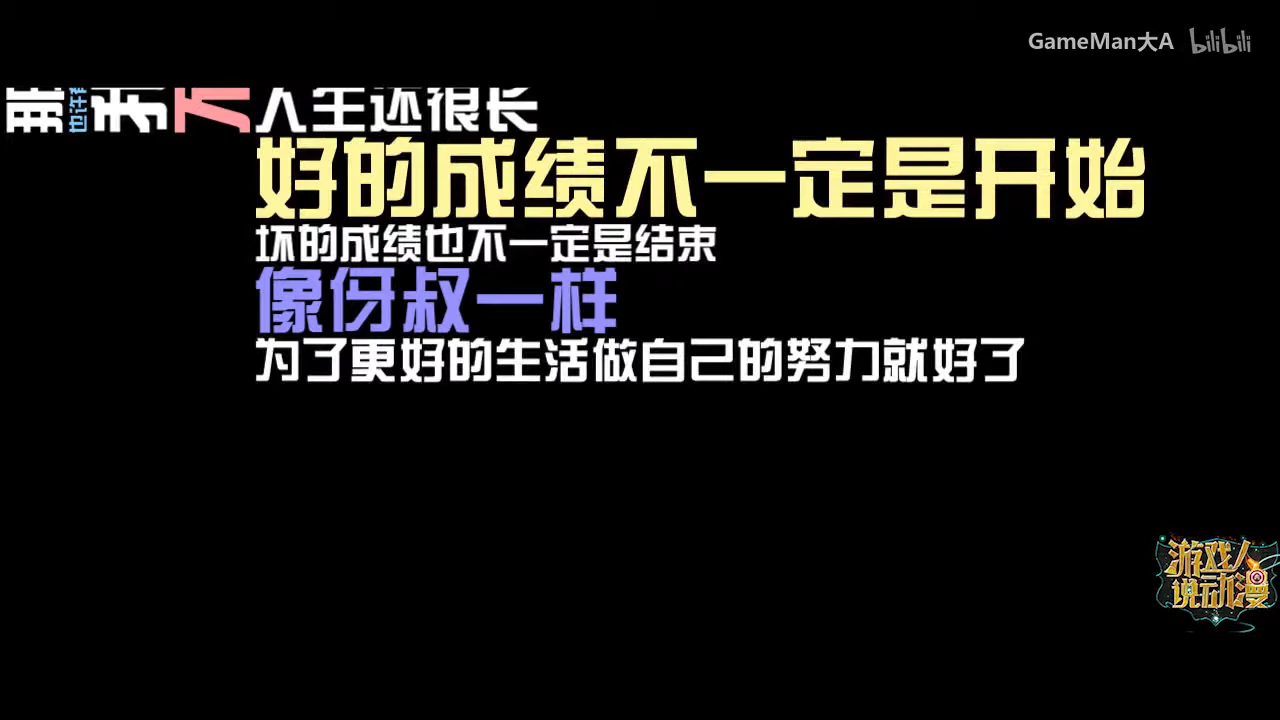 GameMan大A bilibili
人生还很长
好的成绩不一定是开始
坏的成绩也不一定是结束
像伢叔一样
为了更好的生活做自己的努力就好了
也许
游戏人
说动漫